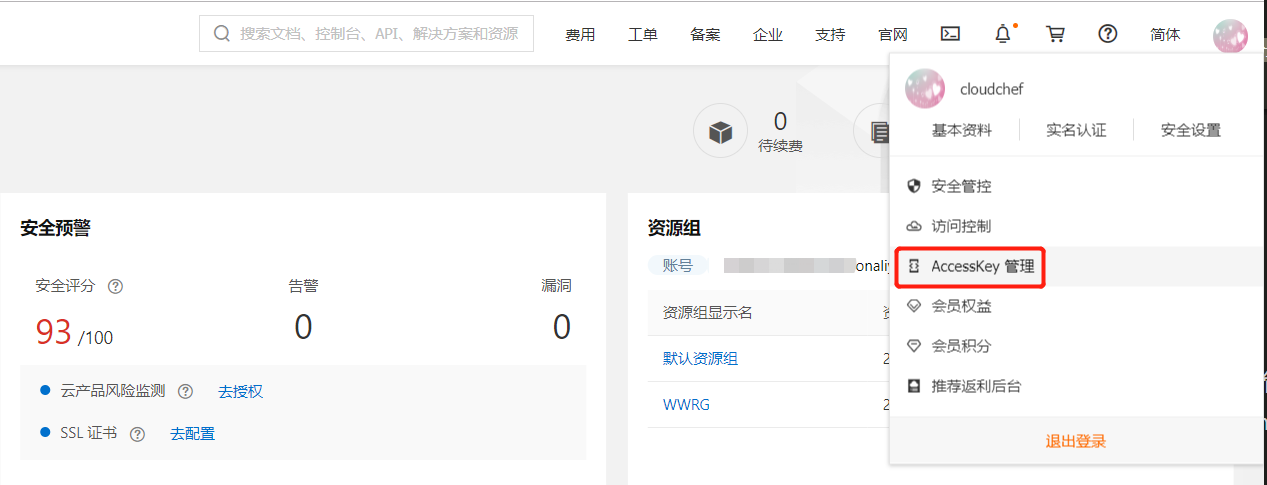 搜索文档、控制台、API、解决方案和资源 费用 工单 备案 企业 支持 官网 简体
cloudchef
基本资料 实名认证 安全设置
0
待续费
安全管控
访问控制
AccessKey 管理
会员权益
会员积分
推荐返利后台
退出登录
安全预警
安全评分 告警 漏洞
93 /100 0 0
云产品风险监测 去授权
SSL 证书 去配置
资源组
账号 onaliy
资源组显示名
默认资源组 2
WWRG 2